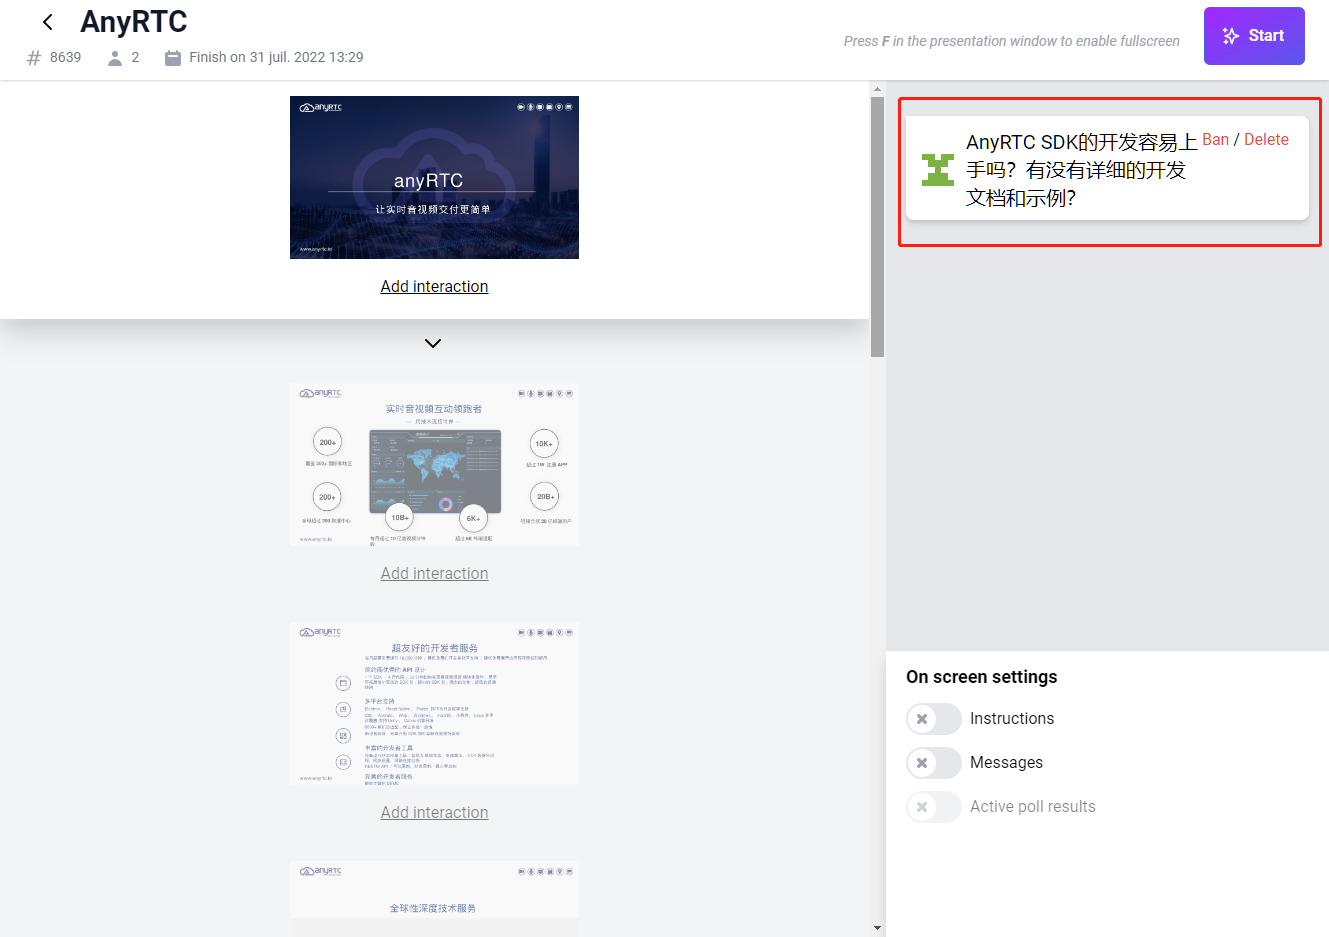 AnyRTC
# 8639 2 Finish on 31 juil. 2022 13:29
Press F in the presentation window to enable fullscreen
Start
anyRTC
anyRTC
让实时音视频交付更简单
www.anyrtc.io
Add interaction
anyRTC
实时音视频互动领跑者
200+
10K+
200+
20B+
10B+
6K+
www.anyrtc.io
Add interaction
anyRTC
超友好的开发者服务
简约而优秀的 API 设计
多平台支持
丰富的开发者工具
完美的开发者服务
www.anyrtc.io
Add interaction
anyRTC
全球性深度技术服务
AnyRTC SDK的开发容易上
手吗？有没有详细的开发
文档和示例？
Ban / Delete
On screen settings
Instructions
Messages
Active poll results